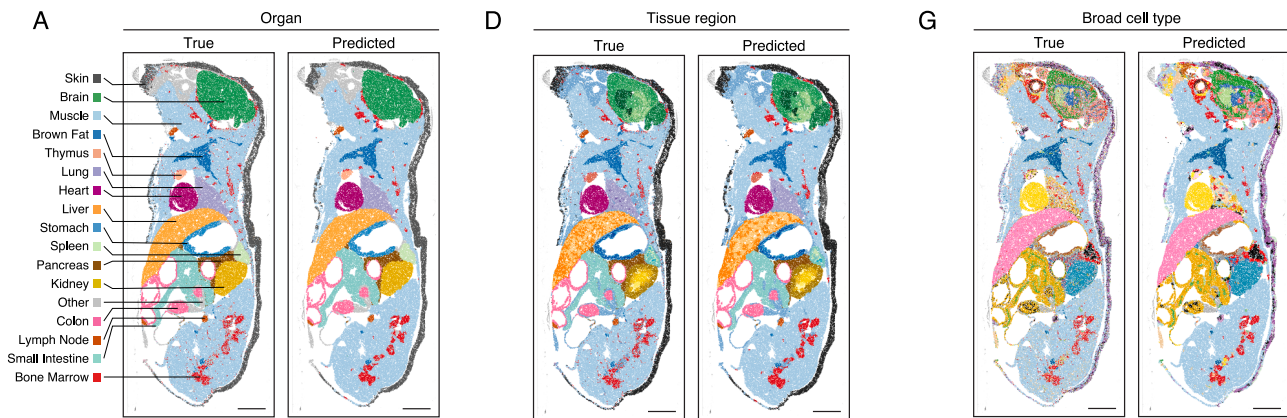 A
Organ
True
Predicted
Skin
Brain
Muscle
Brown Fat
Thymus
Lung
Heart
Liver
Stomach
Spleen
Pancreas
Kidney
Other
Colon
Lymph Node
Small Intestine
Bone Marrow
D
Tissue region
True
Predicted
G
Broad cell type
True
Predicted